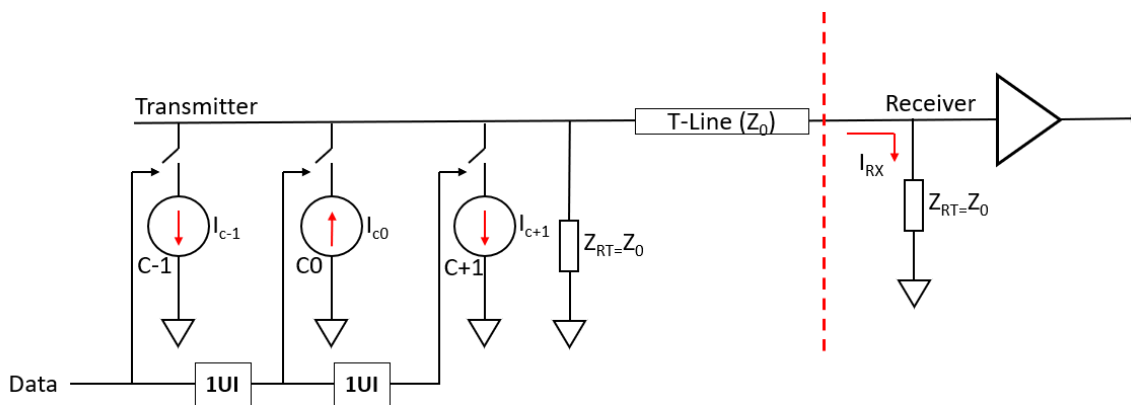 Transmitter
T-Line (Z0)
Receiver
IRX
Ic-1
Ic0
Ic+1
ZRT=Z0
ZRT=Z0
C-1
C0
C+1
Data
1UI
1UI